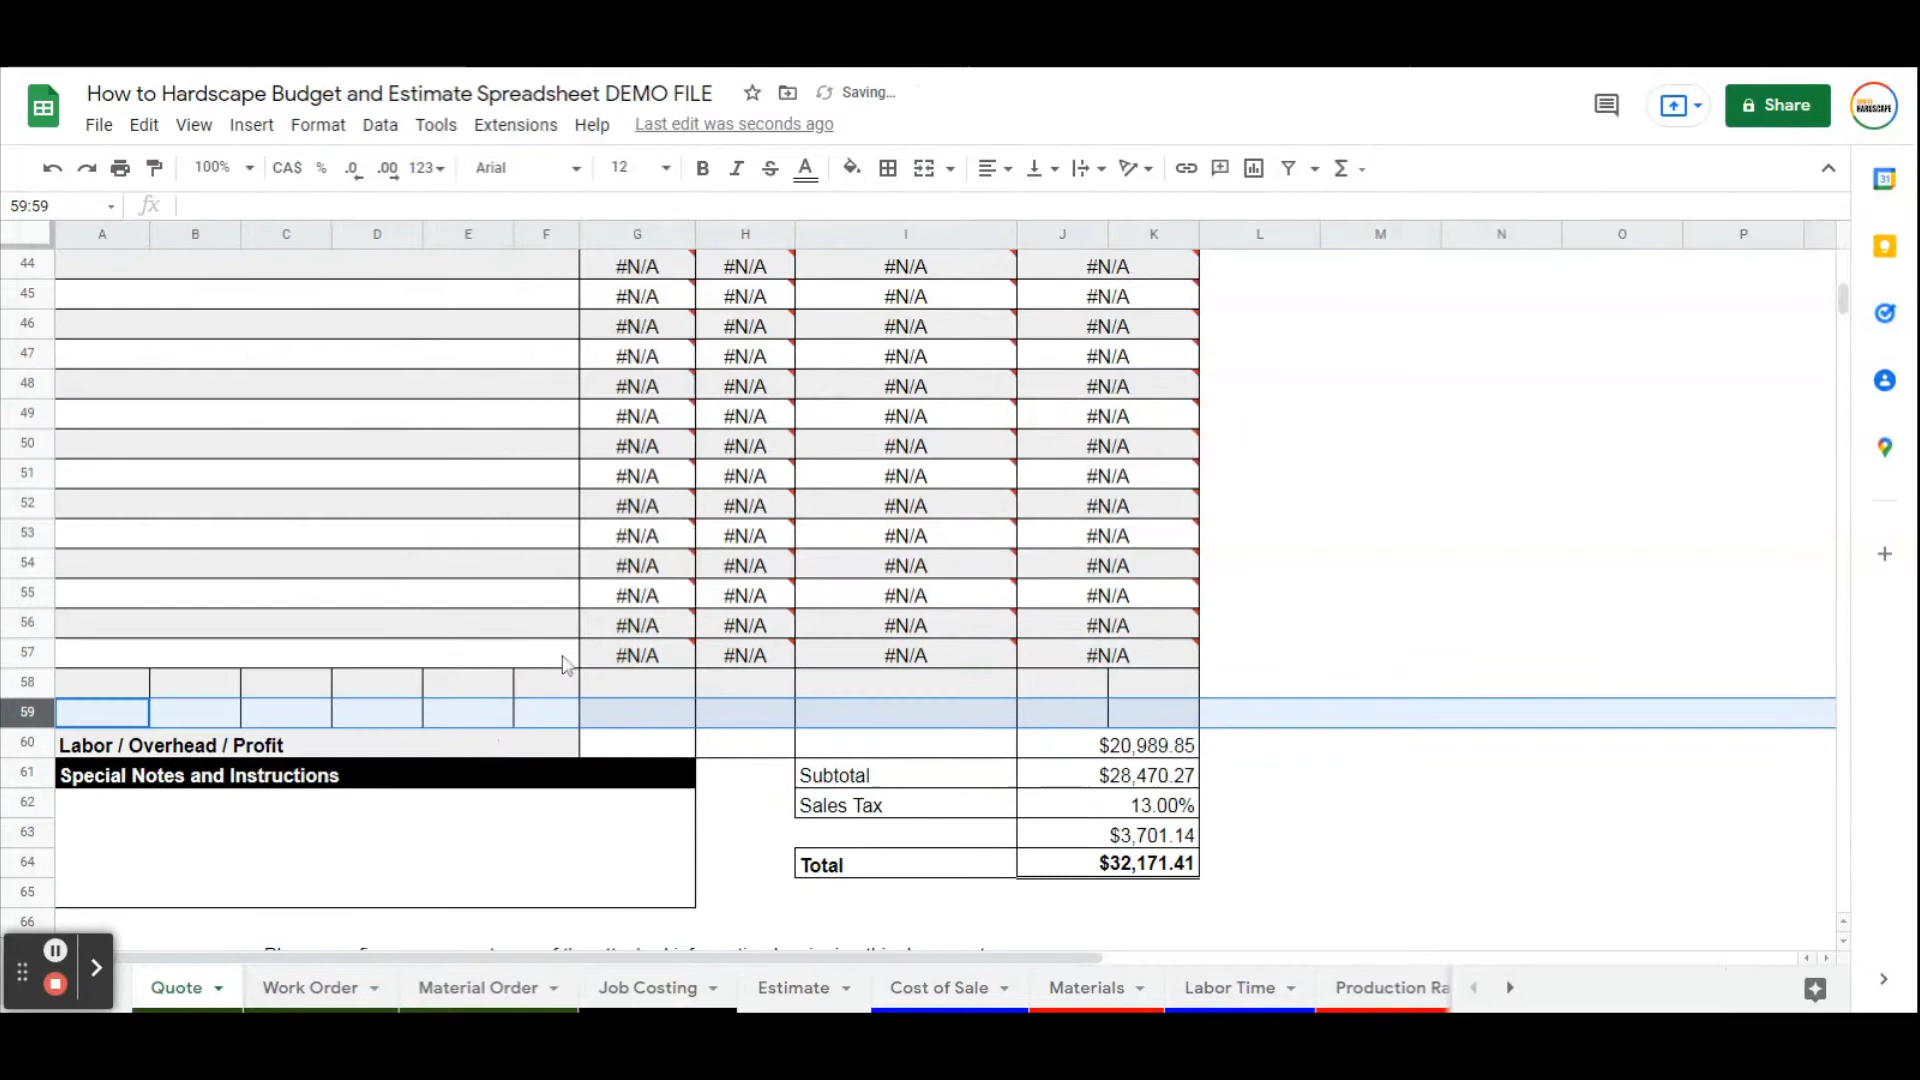 How to Hardscape Budget and Estimate Spreadsheet DEMO FILE Saving...
File Edit View Insert Format Data Tools Extensions Help Last edit was seconds ago
Share
HARDSCAPE
100% CA$ % .0 .00 123 Arial 12 B I S A Σ
31
59:59 fx
A B C D E F G H I J K L M N O P
44 #N/A #N/A #N/A #N/A
45 #N/A #N/A #N/A #N/A
46 #N/A #N/A #N/A #N/A
47 #N/A #N/A #N/A #N/A
48 #N/A #N/A #N/A #N/A
49 #N/A #N/A #N/A #N/A
50 #N/A #N/A #N/A #N/A
51 #N/A #N/A #N/A #N/A
52 #N/A #N/A #N/A #N/A
53 #N/A #N/A #N/A #N/A
54 #N/A #N/A #N/A #N/A
55 #N/A #N/A #N/A #N/A
56 #N/A #N/A #N/A #N/A
57 #N/A #N/A #N/A #N/A
58
59
60 Labor / Overhead / Profit $20,989.85
61 Special Notes and Instructions Subtotal $28,470.27
62 Sales Tax 13.00%
63 $3,701.14
64 Total $32,171.41
65
66
Quote Work Order Material Order Job Costing Estimate Cost of Sale Materials Labor Time Production Ra